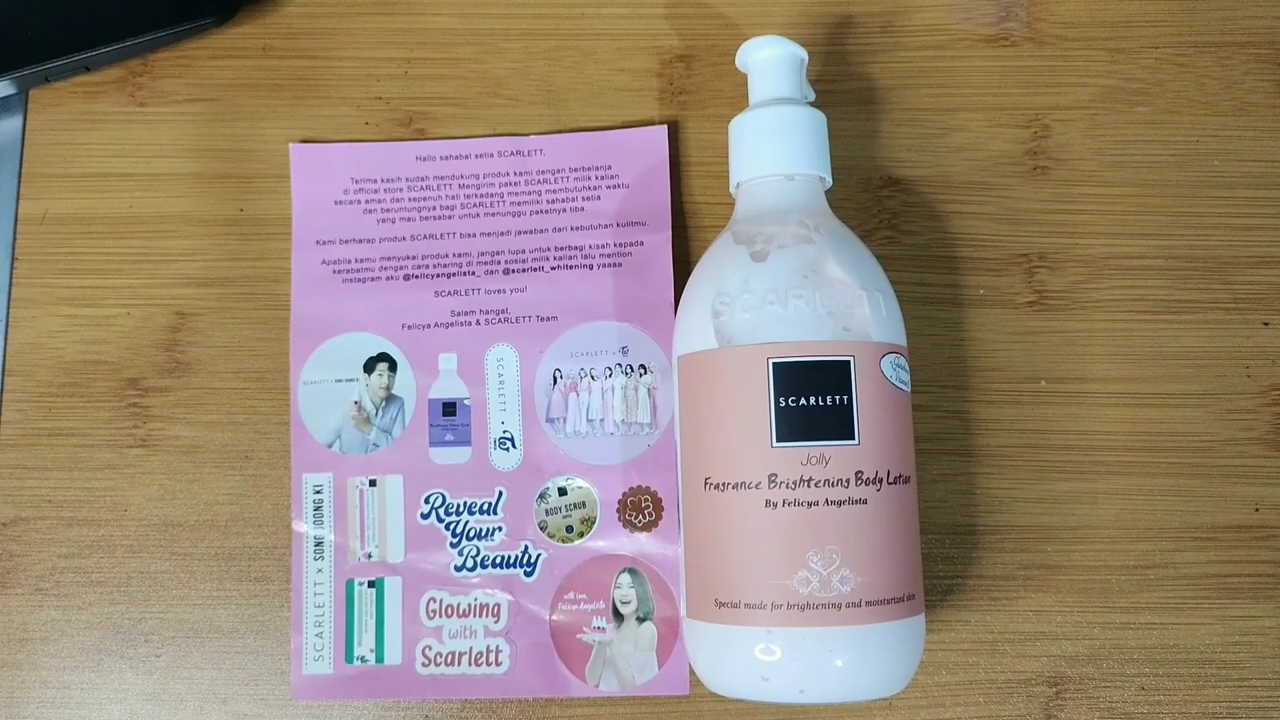 Hallo sahabat setia SCARLETT,
Terima kasih sudah mendukung produk kami dengan berbelanja
di official store SCARLETT. Mengirim paket SCARLETT milik kalian
secara aman dan sepenuh hati terkadang memang membutuhkan waktu
dan beruntungnya bagi SCARLETT memiliki sahabat setia
yang mau bersabar untuk menunggu paketnya tiba.
Kami berharap produk SCARLETT bisa menjadi jawaban dari kebutuhan kulitmu.
Apabila kamu menyukai produk kami, jangan lupa untuk berbagi kisah kepada
kerabatmu dengan cara sharing di media sosial milik kalian lalu mention
instagram aku @felicyangelista_ dan @scarlett_whitening yaaaa
SCARLETT loves you!
Salam hangat,
Felicya Angelista & SCARLETT Team
SCARLETT x SONG JOONG KI
SCARLETT
SCARLETT x
SCARLETT x SONG JOONG KI
Reveal
Your
Beauty
BODY SCRUB
Glowing
with
Scarlett
with love,
Felicya Angelista
SCARLETT
SCARLETT
Jolly
Fragrance Brightening Body Lotion
By Felicya Angelista
Special made for brightening and moisturized skin